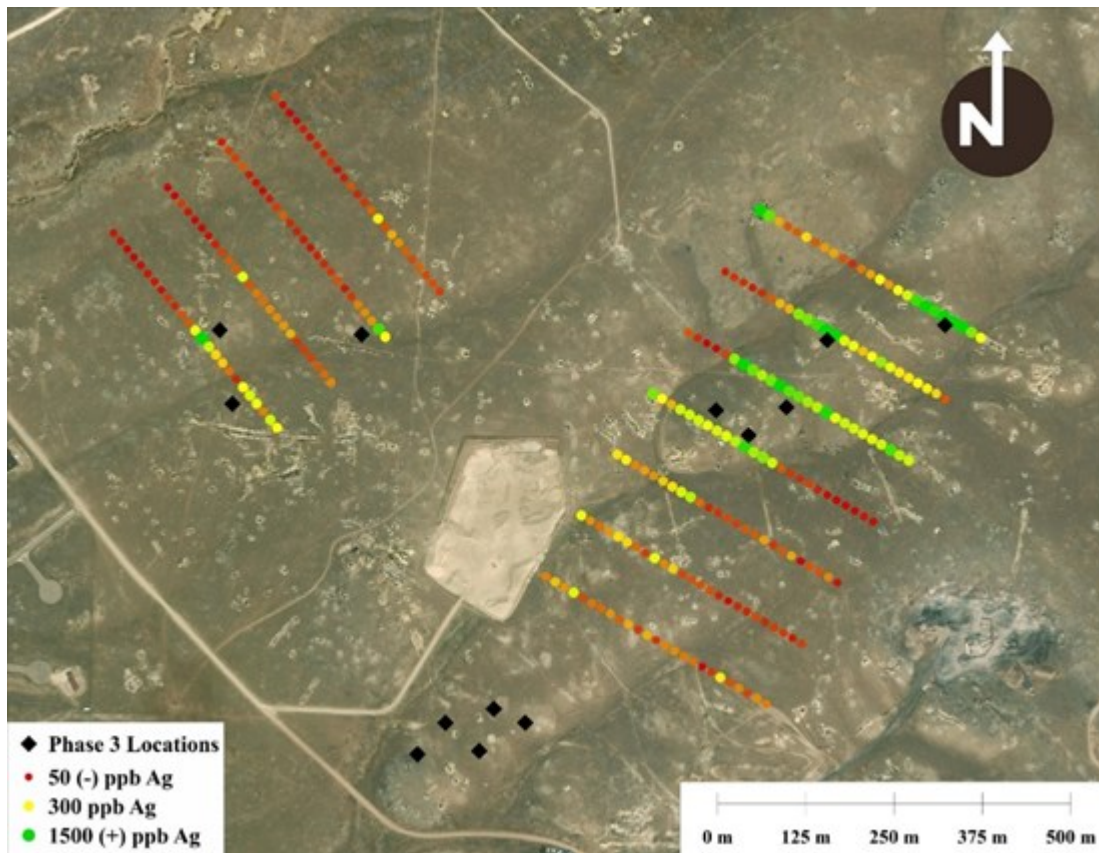 N
Phase 3 Locations
50 (-) ppb Ag
300 ppb Ag
1500 (+) ppb Ag
0 m 125 m 250 m 375 m 500 m